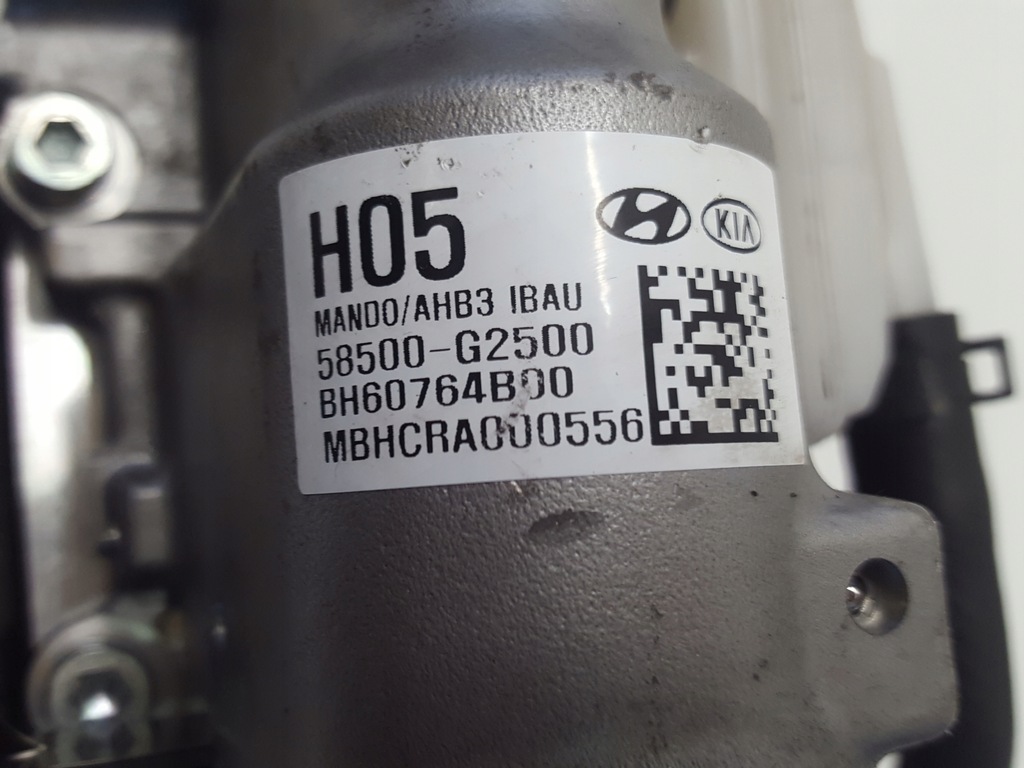 H05
KIA
MANDO/AHB3 IBAU
58500-G2500
BH60764B00
MBHCRA000556